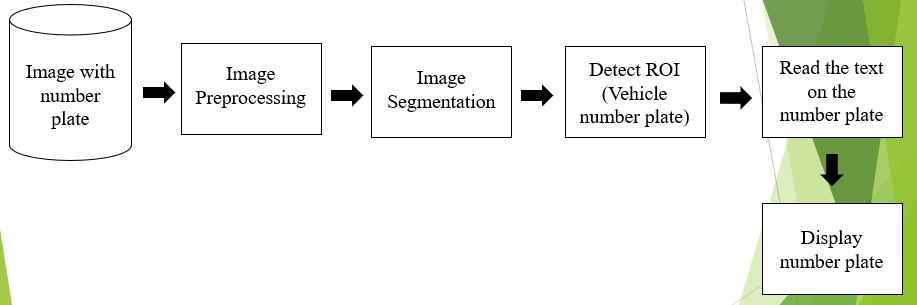 Image with
number
plate
Image
Preprocessing
Image
Segmentation
Detect ROI
(Vehicle
number plate)
Read the text
on the
number plate
Display
number plate